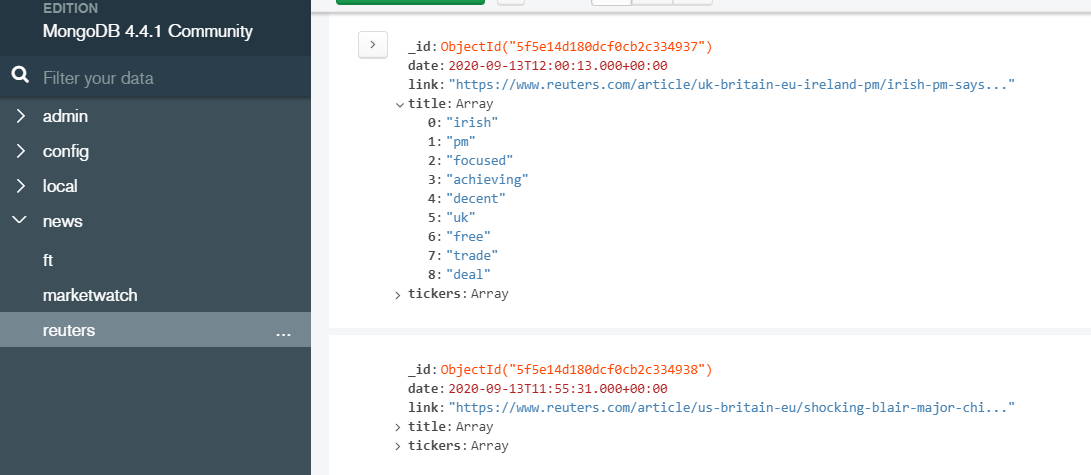 EDITION
MongoDB 4.4.1 Community
Filter your data
admin
config
local
news
ft
marketwatch
reuters
...
_id: ObjectId("5f5e14d180dcf0cb2c334937")
date: 2020-09-13T12:00:13.000+00:00
link: "https://www.reuters.com/article/uk-britain-eu-ireland-pm/irish-pm-says..."
title: Array
0: "irish"
1: "pm"
2: "focused"
3: "achieving"
4: "decent"
5: "uk"
6: "free"
7: "trade"
8: "deal"
tickers: Array
_id: ObjectId("5f5e14d180dcf0cb2c334938")
date: 2020-09-13T11:55:31.000+00:00
link: "https://www.reuters.com/article/us-britain-eu/shocking-blair-major-chi..."
title: Array
tickers: Array